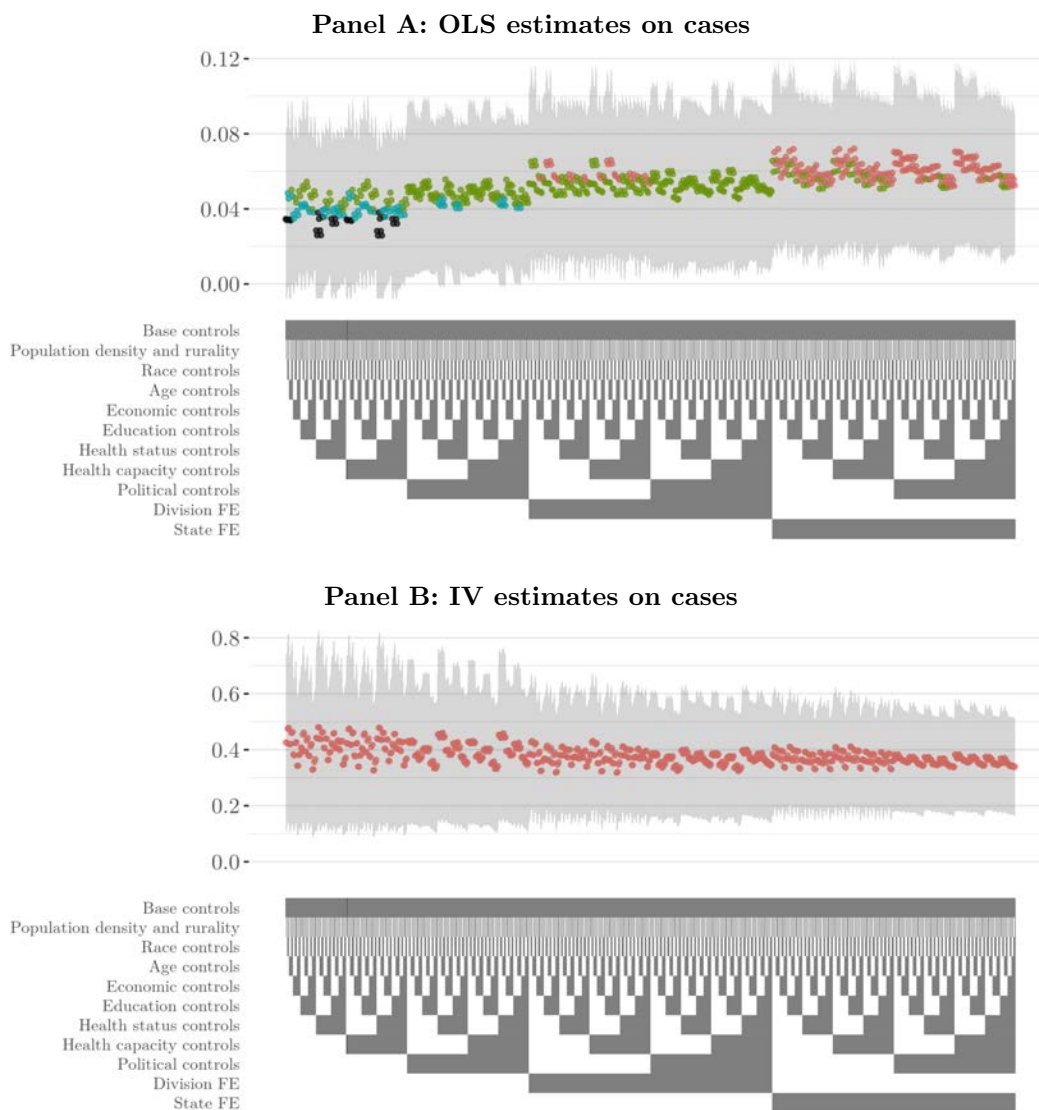 Panel A: OLS estimates on cases
0.12
0.08
0.04
0.00
Base controls
Population density and rurality
Race controls
Age controls
Economic controls
Education controls
Health status controls
Health capacity controls
Political controls
Division FE
State FE
Panel B: IV estimates on cases
0.8
0.6
0.4
0.2
0.0
Base controls
Population density and rurality
Race controls
Age controls
Economic controls
Education controls
Health status controls
Health capacity controls
Political controls
Division FE
State FE